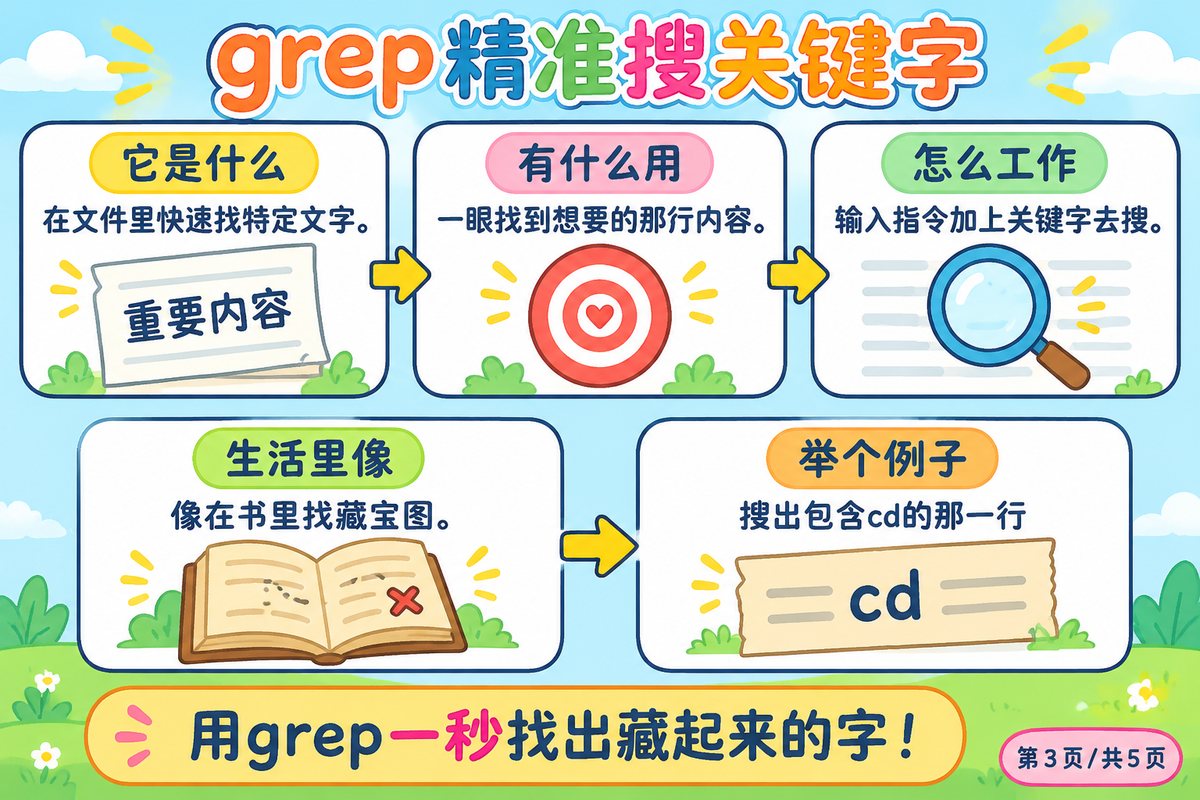 grep精准搜关键字
它是什么
在文件里快速找特定文字。
重要内容
有什么用
一眼找到想要的那行内容。
怎么工作
输入指令加上关键字去搜。
生活里像
像在书里找藏宝图。
举个例子
搜出包含cd的那一行
cd
用grep一秒找出藏起来的字！
第3页/共5页